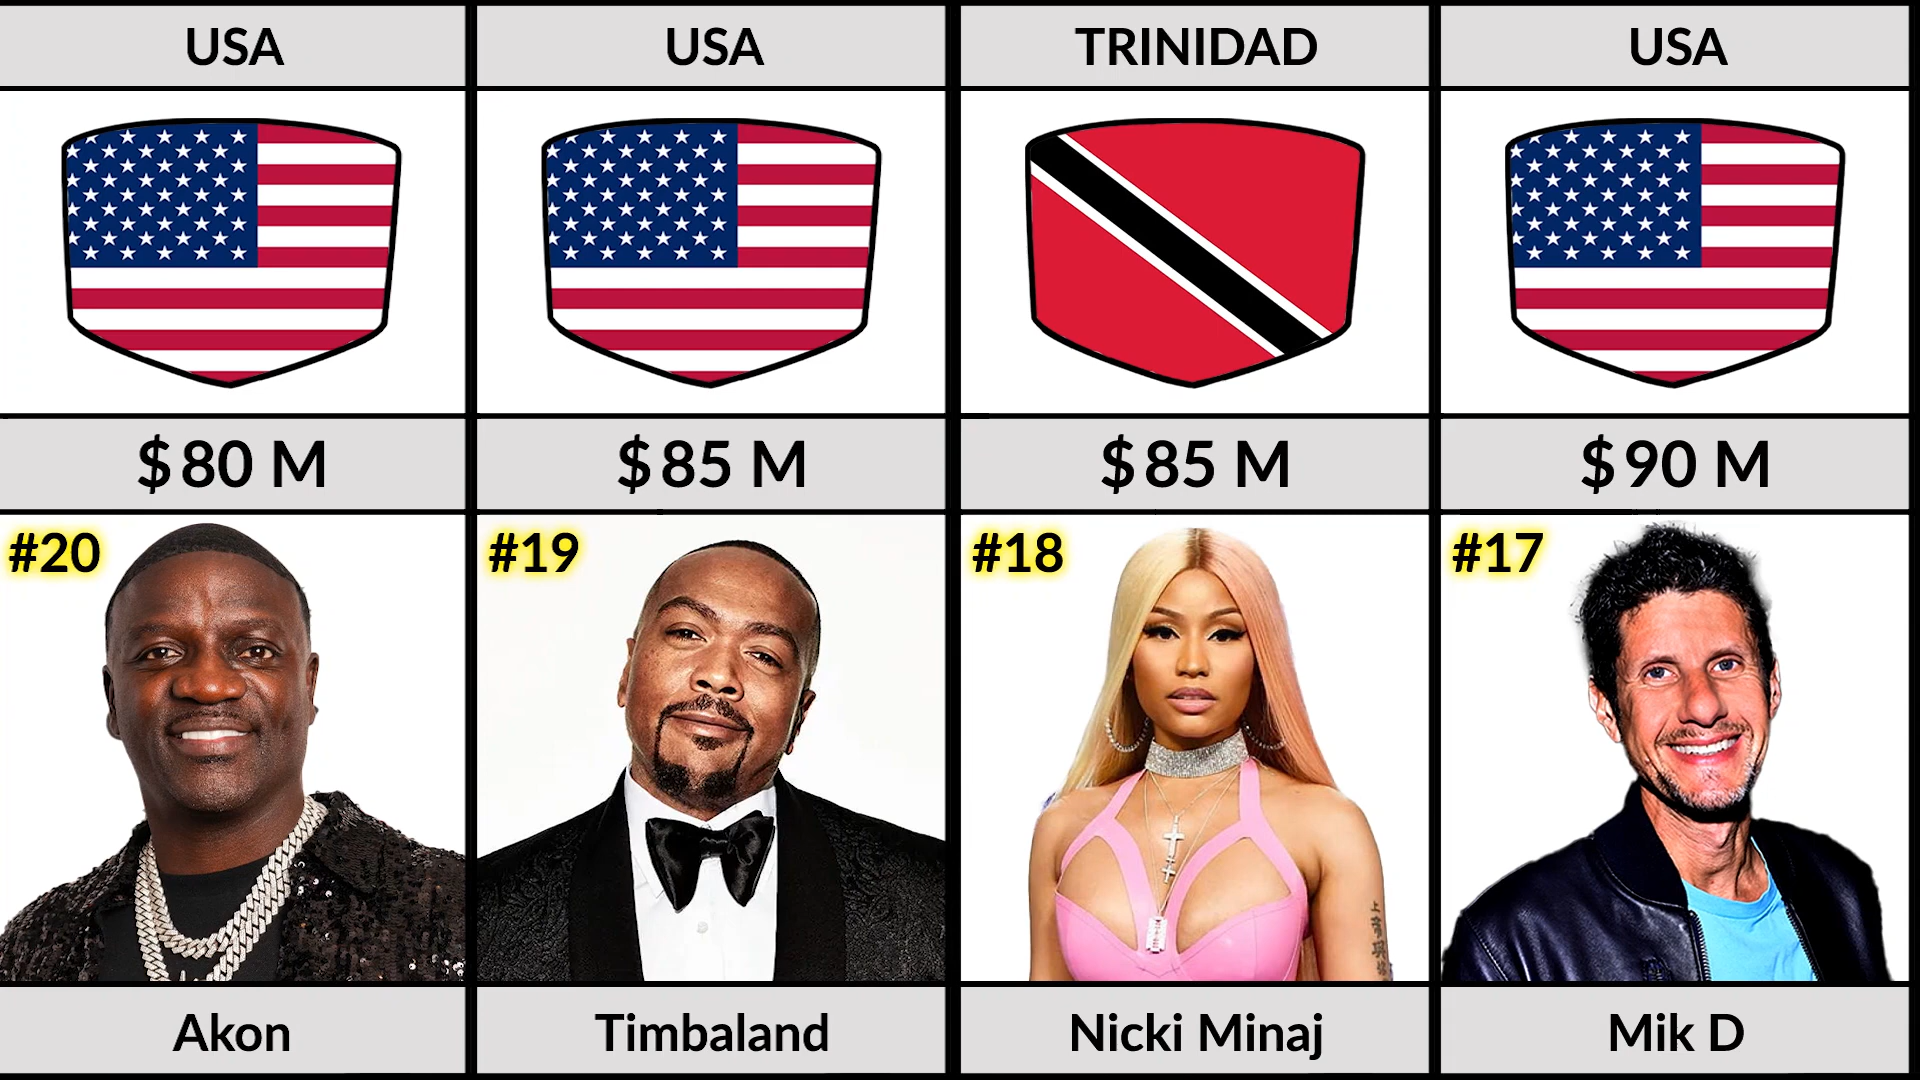 USA
USA
TRINIDAD
USA
$80 M
$85 M
$85 M
$90 M
#20
#19
#18
#17
Akon
Timbaland
Nicki Minaj
Mik D